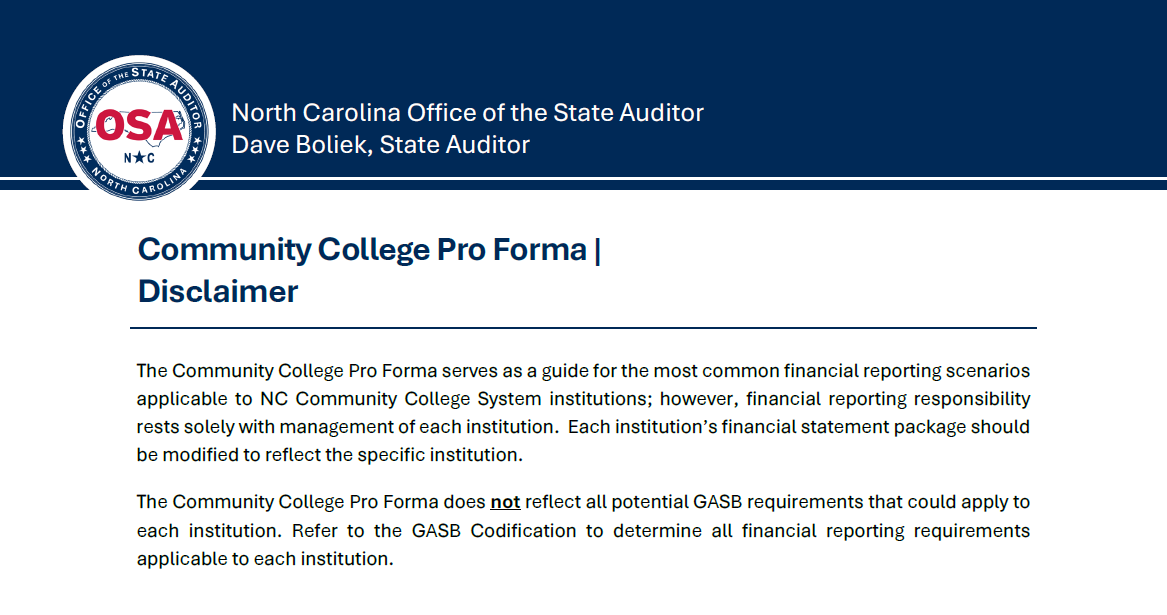 OFFICE OF THE STATE AUDITOR
OSA
N★C
NORTH CAROLINA
North Carolina Office of the State Auditor
Dave Boliek, State Auditor
Community College Pro Forma |
Disclaimer
The Community College Pro Forma serves as a guide for the most common financial reporting scenarios
applicable to NC Community College System institutions; however, financial reporting responsibility
rests solely with management of each institution.  Each institution’s financial statement package should
be modified to reflect the specific institution.
The Community College Pro Forma does not reflect all potential GASB requirements that could apply to
each institution. Refer to the GASB Codification to determine all financial reporting requirements
applicable to each institution.